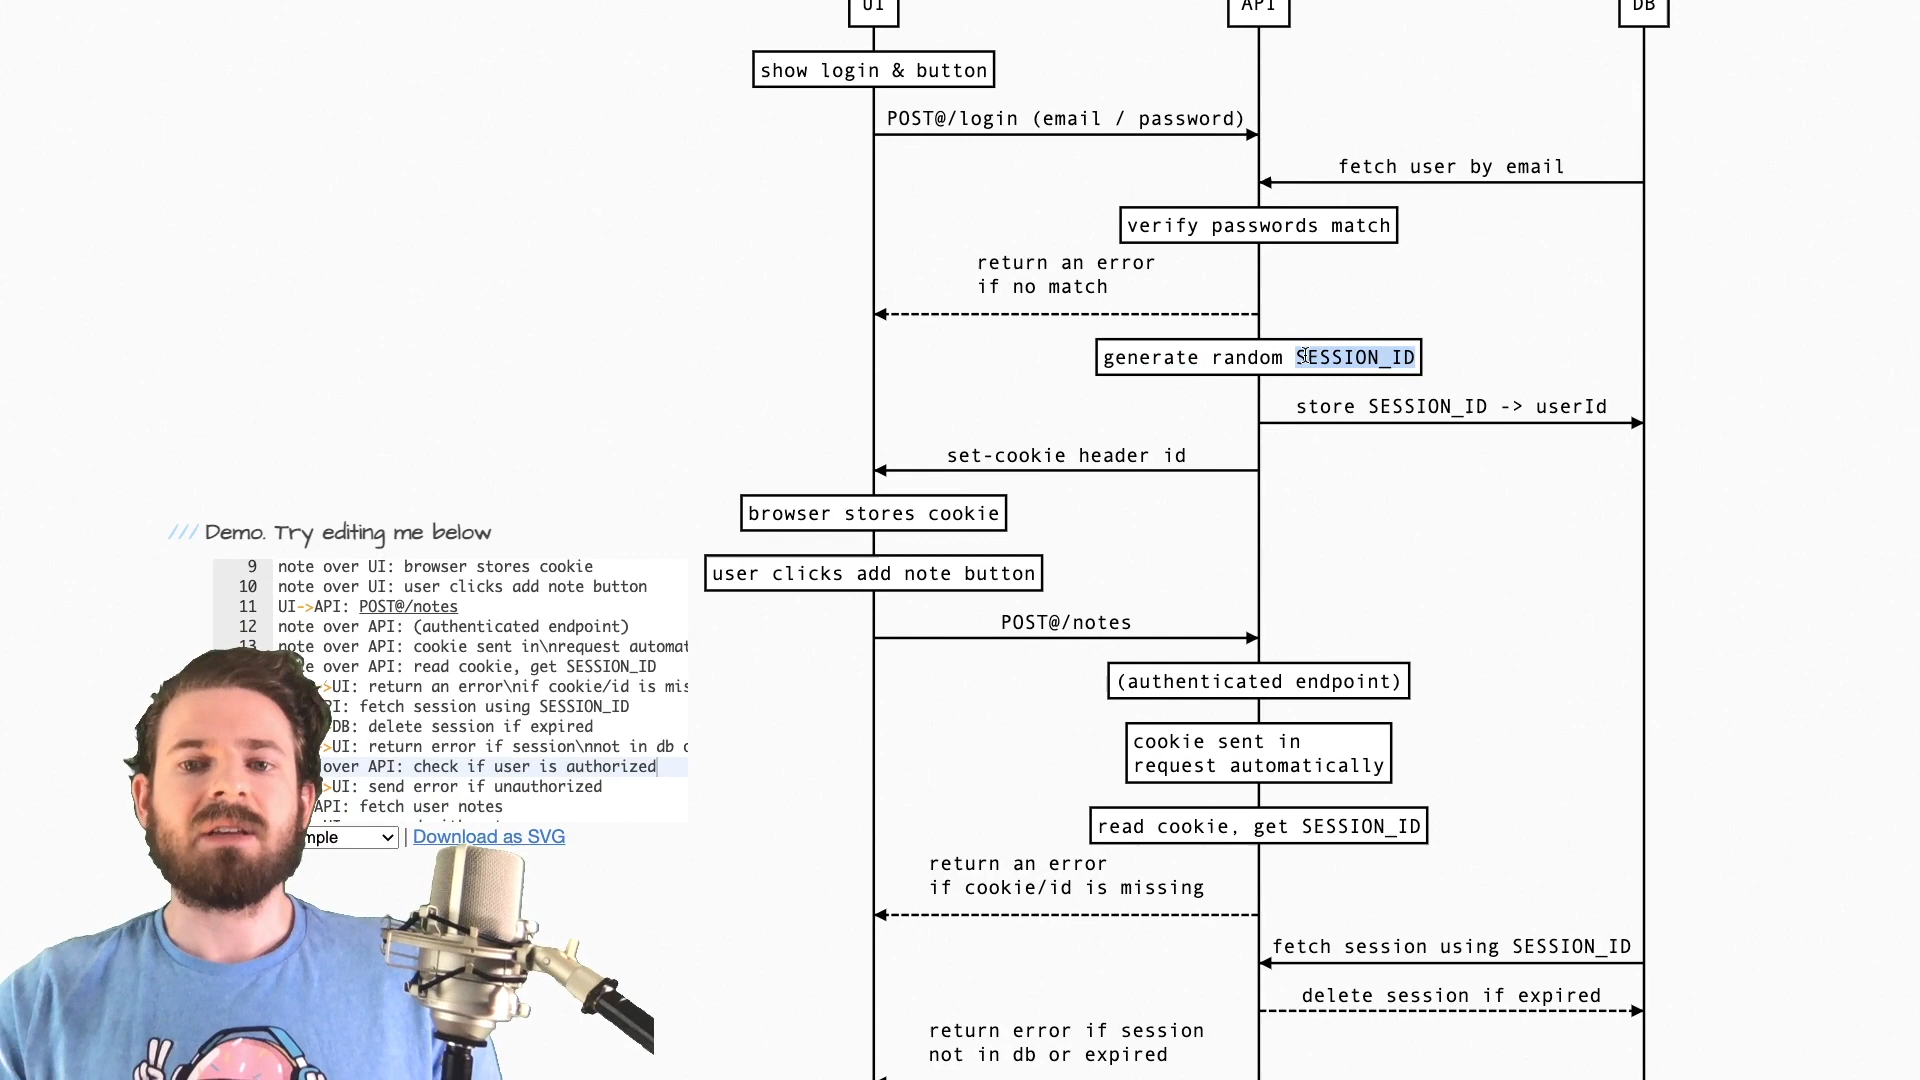 UI
API
DB
show login & button
POST@/login (email / password)
fetch user by email
verify passwords match
return an error
if no match
generate random SESSION_ID
store SESSION_ID -> userId
set-cookie header id
browser stores cookie
user clicks add note button
POST@/notes
(authenticated endpoint)
cookie sent in
request automatically
read cookie, get SESSION_ID
return an error
if cookie/id is missing
fetch session using SESSION_ID
delete session if expired
return error if session
not in db or expired
/// Demo. Try editing me below
9 note over UI: browser stores cookie
10 note over UI: user clicks add note button
11 UI->API: POST@/notes
12 note over API: (authenticated endpoint)
13 note over API: cookie sent in\nrequest automat
over API: read cookie, get SESSION_ID
>UI: return an error\nif cookie/id is mis
PI: fetch session using SESSION_ID
DB: delete session if expired
>UI: return error if session\nnot in db
over API: check if user is authorized
>UI: send error if unauthorized
API: fetch user notes
mple | Download as SVG